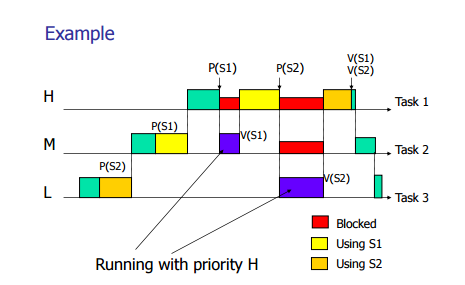 Example
V(S1)
V(S2)
P(S1)
P(S2)
H
Task 1
P(S1)
V(S1)
M
Task 2
P(S2)
V(S2)
L
Task 3
Blocked
Using S1
Running with priority H
Using S2